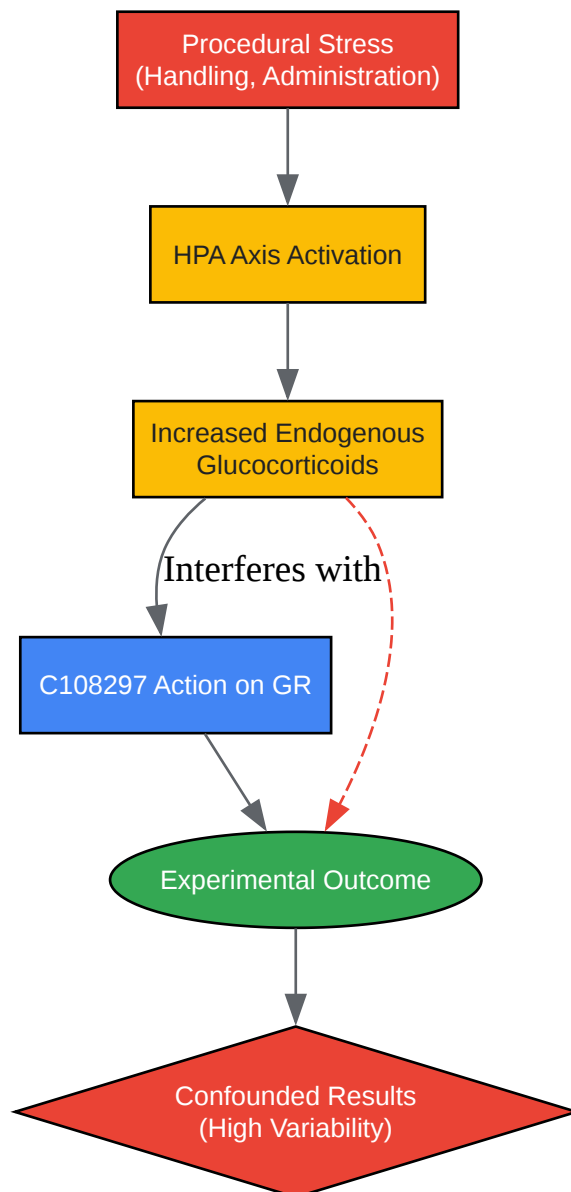 Procedural Stress
(Handling, Administration)
HPA Axis Activation
Increased Endogenous
Glucocorticoids
Interferes with
C108297 Action on GR
Experimental Outcome
Confounded Results
(High Variability)